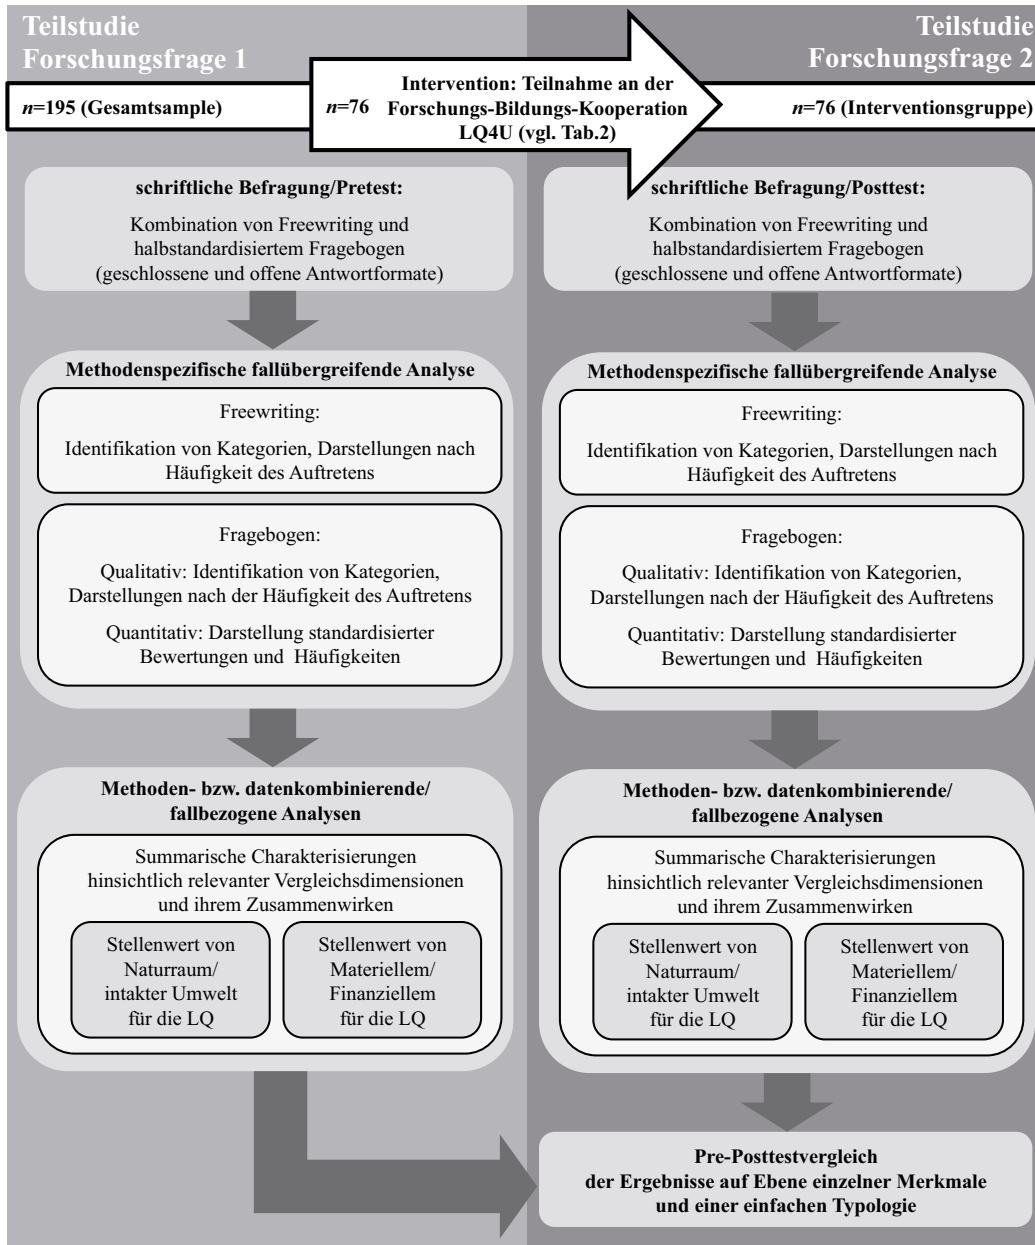 Teilstudie
Forschungsfrage 1
Teilstudie
Forschungsfrage 2
n=195 (Gesamtsample)
n=76
Intervention: Teilnahme an der
Forschungs-Bildungs-Kooperation
LQ4U (vgl. Tab.2)
n=76 (Interventionsgruppe)
schriftliche Befragung/Pretest:
Kombination von Freewriting und
halbstandardisiertem Fragebogen
(geschlossene und offene Antwortformate)
Methodenspezifische fallübergreifende Analyse
Freewriting:
Identifikation von Kategorien, Darstellungen nach
Häufigkeit des Auftretens
Fragebogen:
Qualitativ: Identifikation von Kategorien,
Darstellungen nach der Häufigkeit des Auftretens
Quantitativ: Darstellung standardisierter
Bewertungen und Häufigkeiten
Methoden- bzw. datenkombinierende/
fallbezogene Analysen
Summarische Charakterisierungen
hinsichtlich relevanter Vergleichsdimensionen
und ihrem Zusammenwirken
Stellenwert von
Naturraum/
intakter Umwelt
für die LQ
Stellenwert von
Materiellem/
Finanziellem
für die LQ
schriftliche Befragung/Posttest:
Kombination von Freewriting und
halbstandardisiertem Fragebogen
(geschlossene und offene Antwortformate)
Methodenspezifische fallübergreifende Analyse
Freewriting:
Identifikation von Kategorien, Darstellungen nach
Häufigkeit des Auftretens
Fragebogen:
Qualitativ: Identifikation von Kategorien,
Darstellungen nach der Häufigkeit des Auftretens
Quantitativ: Darstellung standardisierter
Bewertungen und Häufigkeiten
Methoden- bzw. datenkombinierende/
fallbezogene Analysen
Summarische Charakterisierungen
hinsichtlich relevanter Vergleichsdimensionen
und ihrem Zusammenwirken
Stellenwert von
Naturraum/
intakter Umwelt
für die LQ
Stellenwert von
Materiellem/
Finanziellem
für die LQ
Pre-Posttestvergleich
der Ergebnisse auf Ebene einzelner Merkmale
und einer einfachen Typologie